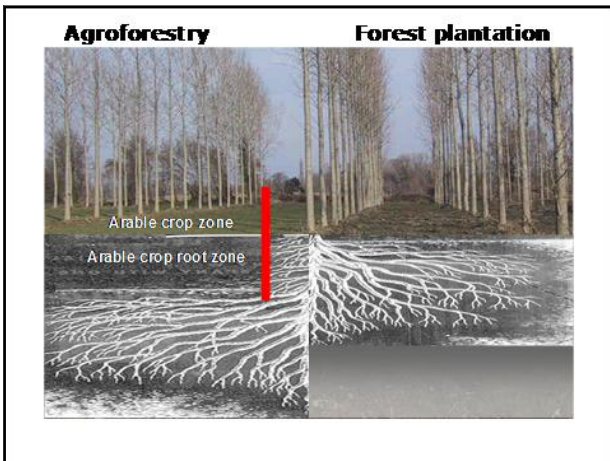 Agroforestry
Forest plantation
Arable crop zone
Arable crop root zone